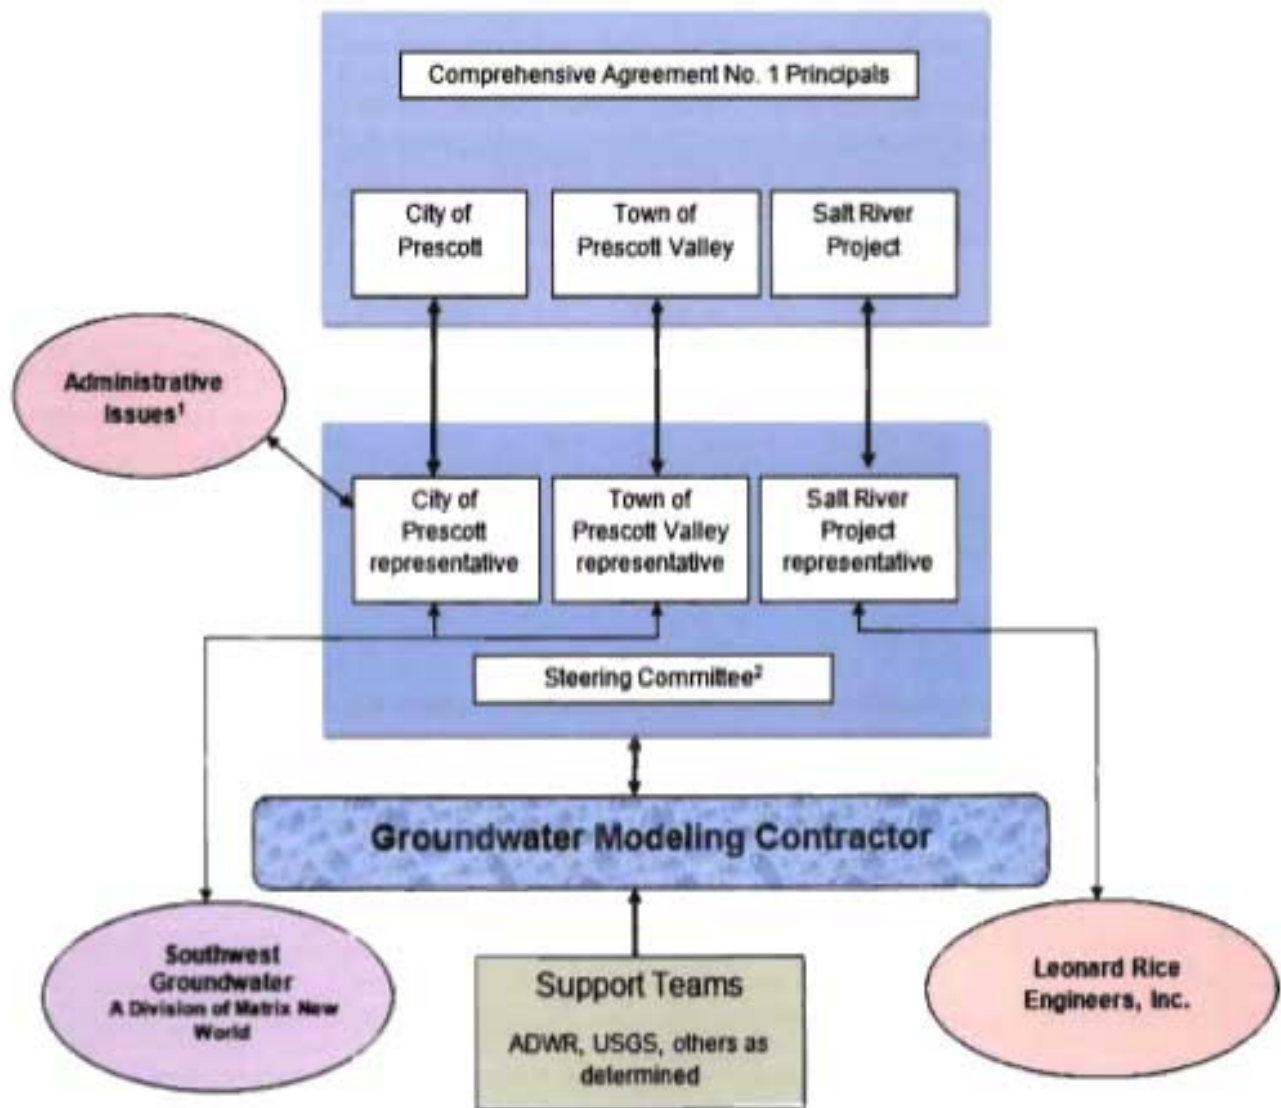 Comprehensive Agreement No. 1 Principals
City of
Prescott
Town of
Prescott Valley
Salt River
Project
Administrative
Issues¹
City of
Prescott
representative
Town of
Prescott Valley
representative
Salt River
Project
representative
Steering Committee²
Groundwater Modeling Contractor
Southwest
Groundwater
A Division of Matrix New
World
Support Teams
ADWR, USGS, others as
determined
Leonard Rice
Engineers, Inc.